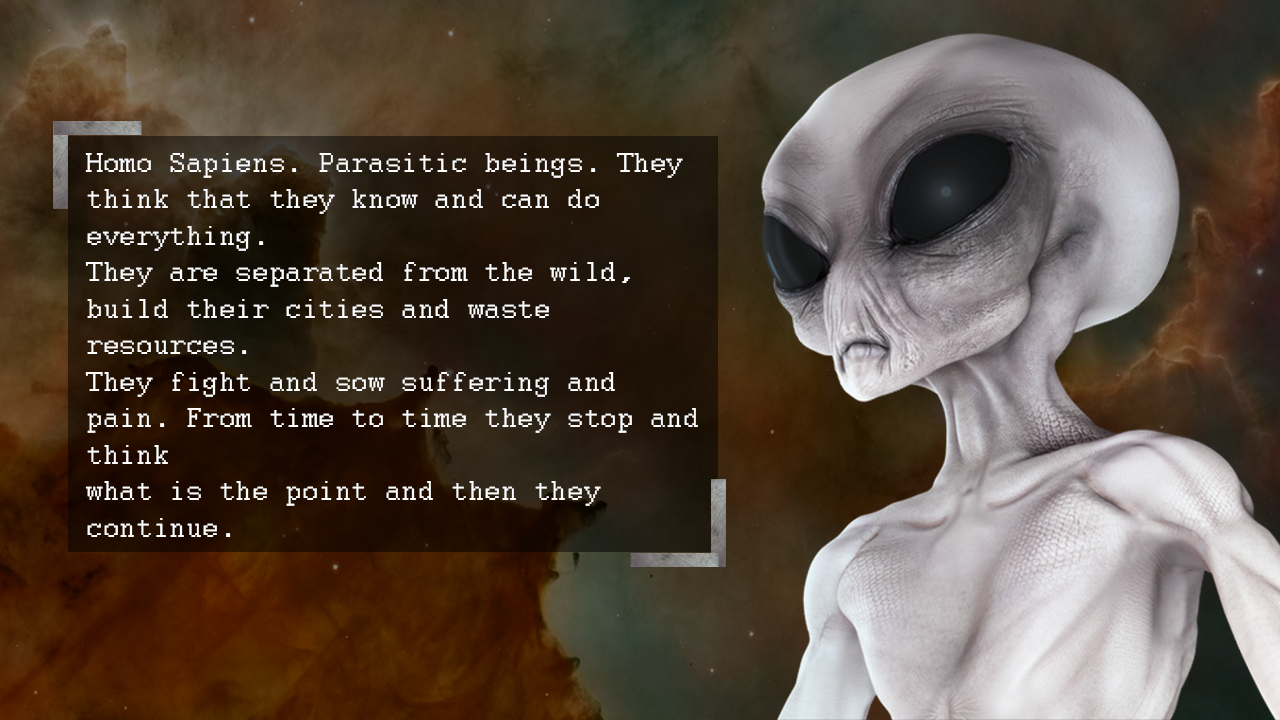 Homo Sapiens. Parasitic beings. They
think that they know and can do
everything.
They are separated from the wild,
build their cities and waste
resources.
They fight and sow suffering and
pain. From time to time they stop and
think
what is the point and then they
continue.